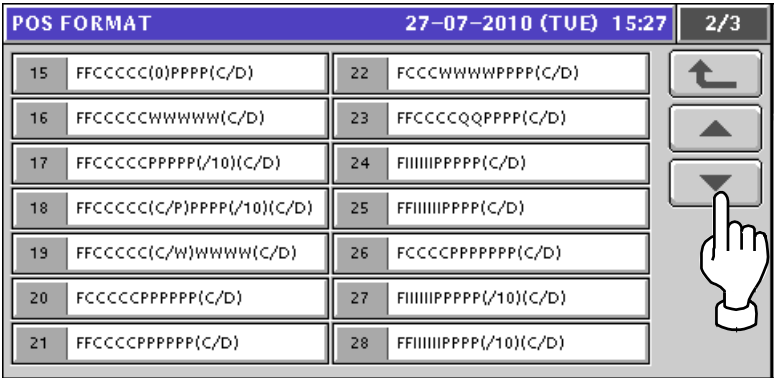 POS FORMAT 27-07-2010 (TUE) 15:27 2/3
15 FFCCCCC(0)PPPP(C/D) 22 FCCCWWWWPPPP(C/D)
16 FFCCCCCWWWWW(C/D) 23 FFCCCCQQPPPP(C/D)
17 FFCCCCCPPPPP(/10)(C/D) 24 FIIIIIIPPPPP(C/D)
18 FFCCCCC(C/P)PPPP(/10)(C/D) 25 FFIIIIIIPPPP(C/D)
19 FFCCCCC(C/W)WWWW(C/D) 26 FCCCCPPPPPPP(C/D)
20 FCCCCCPPPPPP(C/D) 27 FIIIIIIPPPPP(/10)(C/D)
21 FFCCCCPPPPPP(C/D) 28 FFIIIIIIPPPP(/10)(C/D)